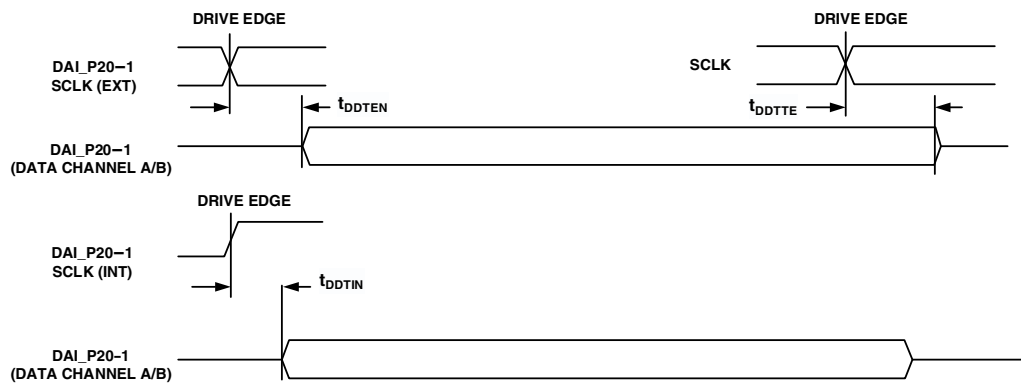 DRIVE EDGE
DRIVE EDGE
DAI_P20–1
SCLK (EXT)
SCLK
tDDTEN
tDDTTE
DAI_P20–1
(DATA CHANNEL A/B)
DRIVE EDGE
DAI_P20–1
SCLK (INT)
tDDTIN
DAI_P20-1
(DATA CHANNEL A/B)